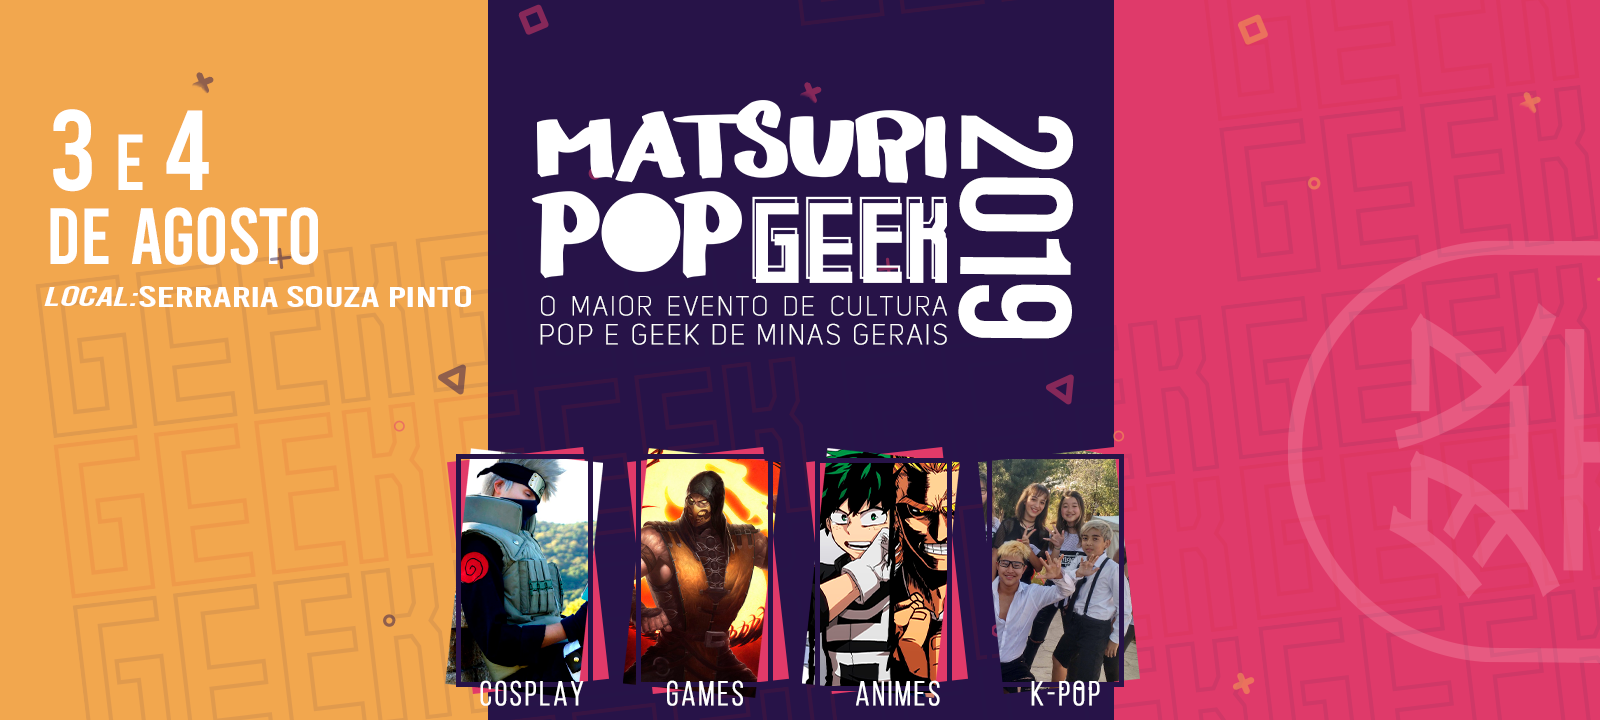 3 E 4
DE AGOSTO
LOCAL:SERRARIA SOUZA PINTO
MATSURI
POP GEEK
2019
O MAIOR EVENTO DE CULTURA
POP E GEEK DE MINAS GERAIS
COSPLAY
GAMES
ANIMES
K-POP